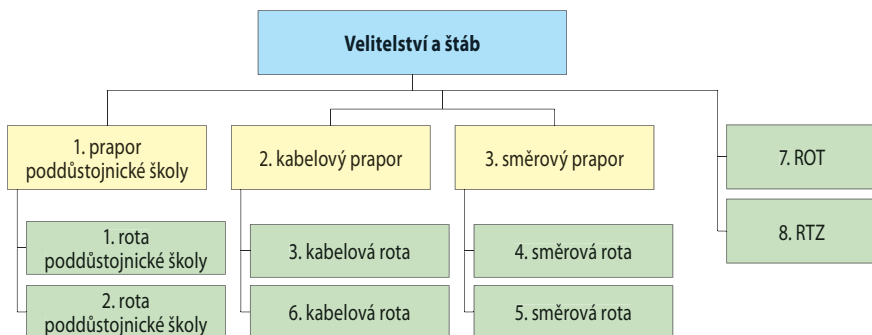 Velitelství a štáb
1. prapor
poddůstojnické školy
2. kabelový prapor
3. směrový prapor
7. ROT
8. RTZ
1. rota
poddůstojnické školy
3. kabelová rota
4. směrová rota
2. rota
poddůstojnické školy
6. kabelová rota
5. směrová rota